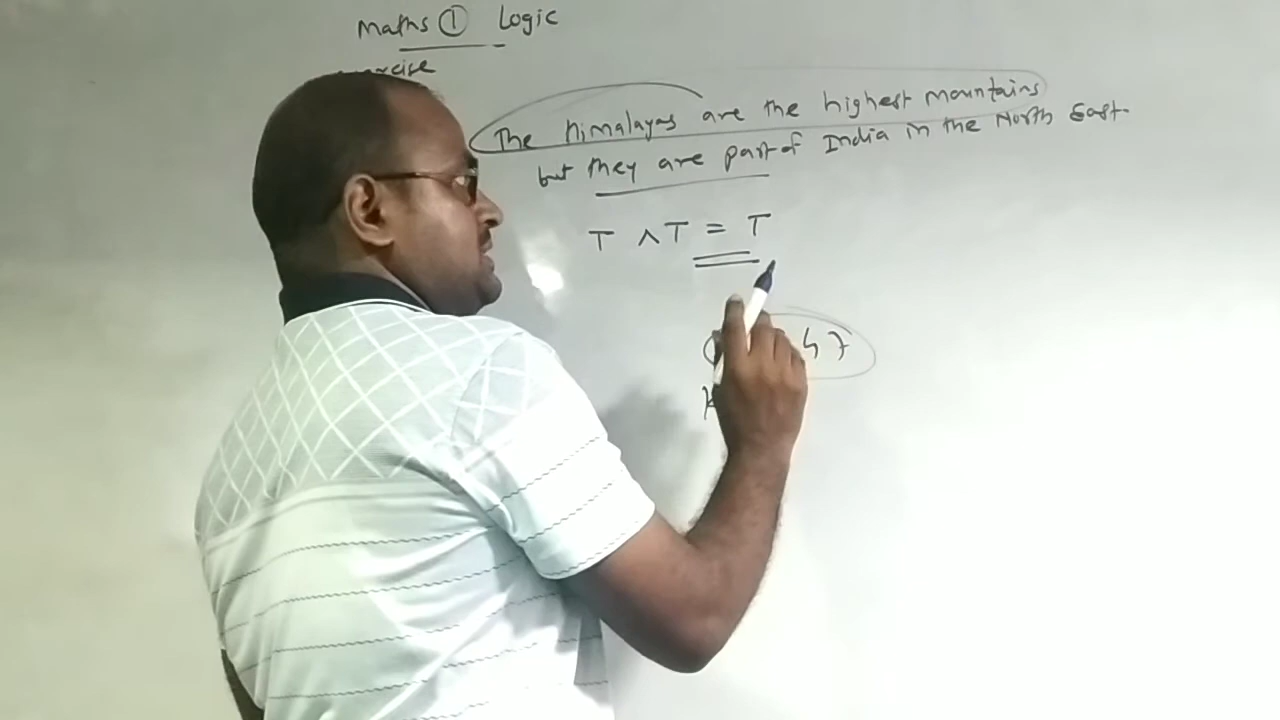 Maths ① Logic
The Himalayas are the highest mountains
but they are part of India in the North East.
T ∧ T = T